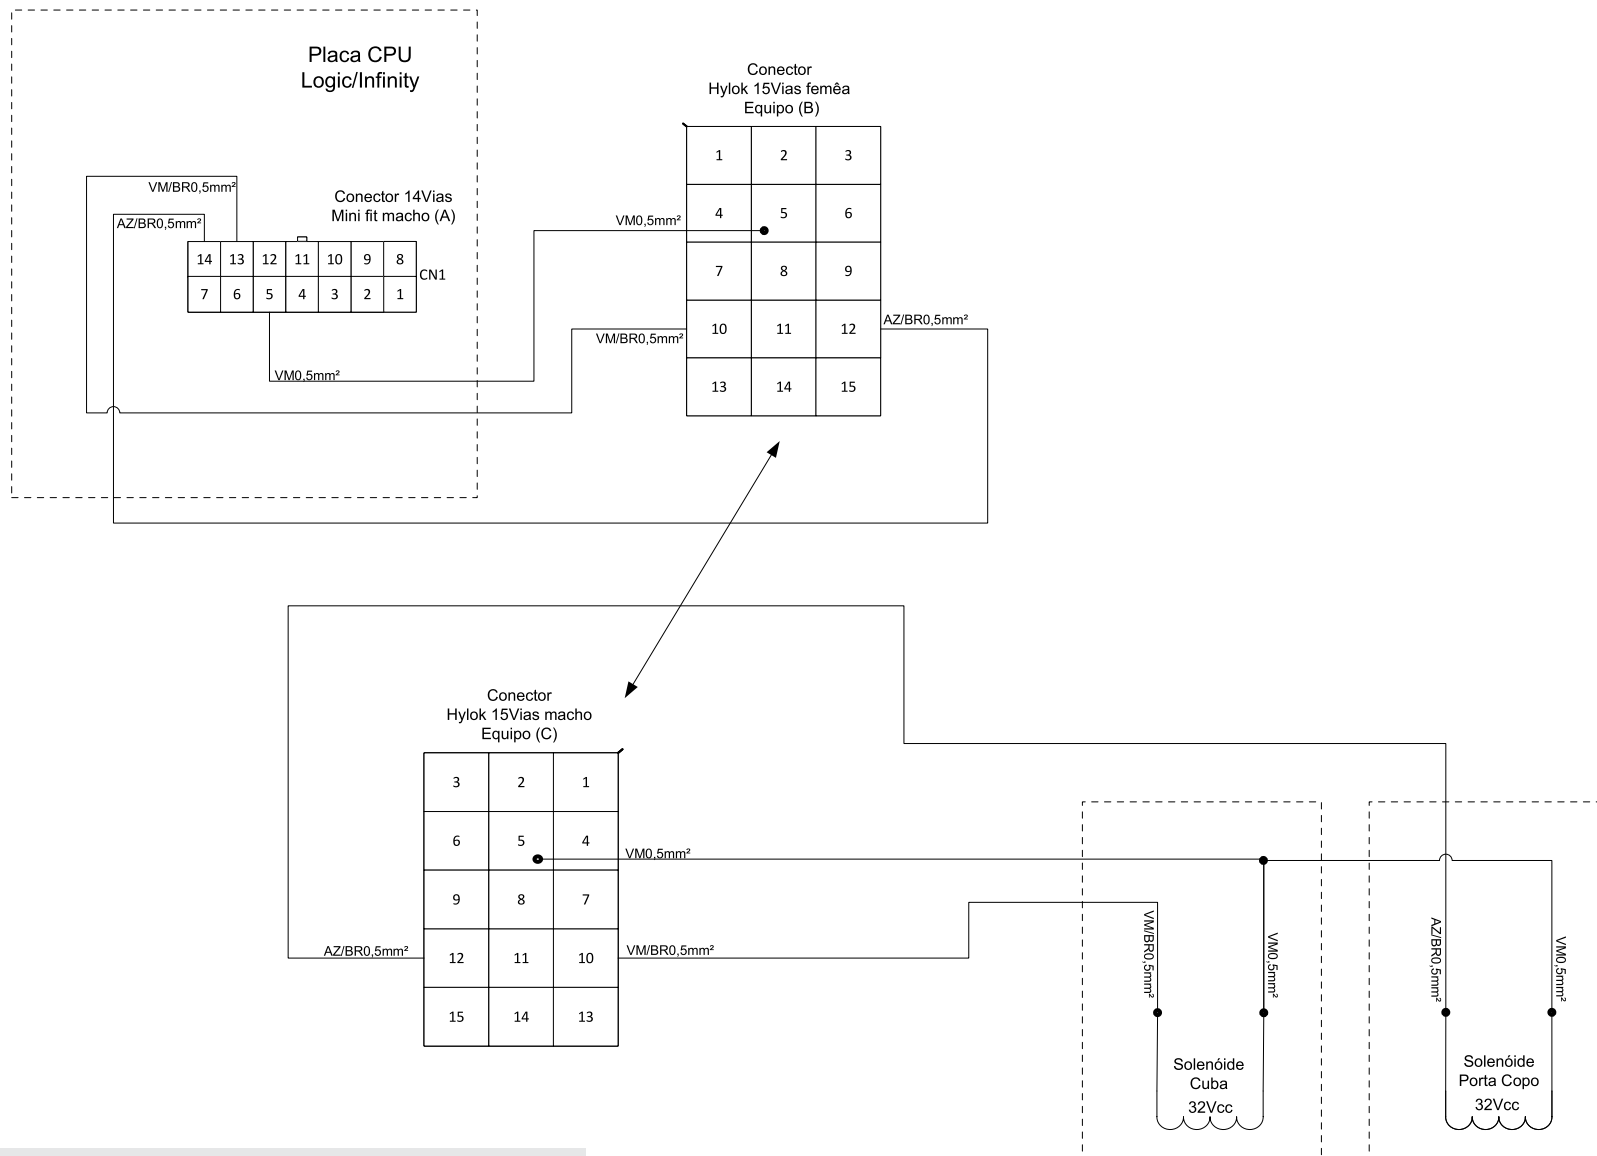 Placa CPU
Logic/Infinity
Conector
Hylok 15Vias femêa
Equipo (B)
1 2 3
4 5 6
7 8 9
10 11 12
13 14 15
VM/BR0,5mm²
AZ/BR0,5mm²
Conector 14Vias
Mini fit macho (A)
14 13 12 11 10 9 8
7 6 5 4 3 2 1
CN1
VM0,5mm²
VM0,5mm²
VM/BR0,5mm²
AZ/BR0,5mm²
Conector
Hylok 15Vias macho
Equipo (C)
3 2 1
6 5 4
9 8 7
12 11 10
15 14 13
VM0,5mm²
AZ/BR0,5mm²
VM/BR0,5mm²
VM/BR0,5mm²
VM0,5mm²
AZ/BR0,5mm²
VM0,5mm²
Solenóide
Cuba
32Vcc
Solenóide
Porta Copo
32Vcc